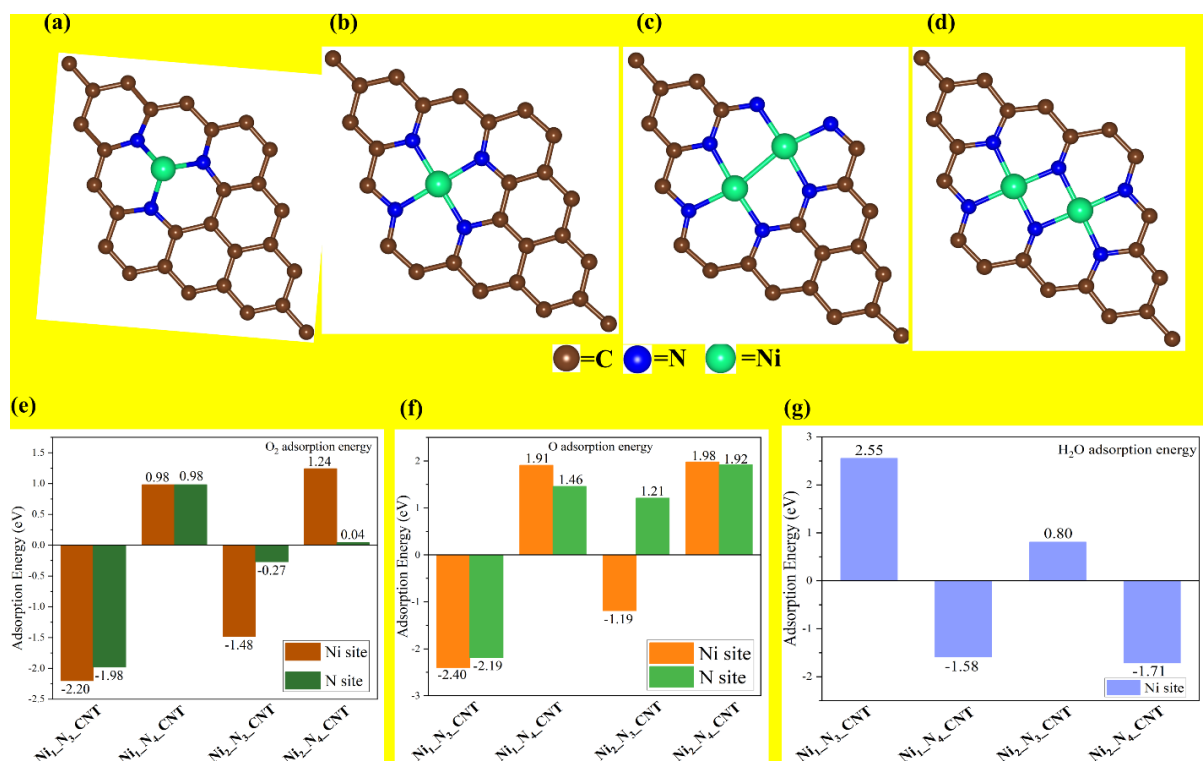 (a)
(b)
(c)
(d)
=C =N =Ni
(e)
O₂ adsorption energy
Adsorption Energy (eV)
1.5
1.0
0.5
0.0
-0.5
-1.0
-1.5
-2.0
-2.5
-2.20
-1.98
0.98
0.98
-1.48
-0.27
1.24
0.04
Ni site
N site
Ni₁_N₃_CNT
Ni₁_N₄_CNT
Ni₂_N₃_CNT
Ni₂_N₄_CNT
(f)
O adsorption energy
Adsorption Energy (eV)
2
1
0
-1
-2
-3
-2.40
-2.19
1.91
1.46
-1.19
1.21
1.98
1.92
Ni site
N site
Ni₁_N₃_CNT
Ni₁_N₄_CNT
Ni₂_N₃_CNT
Ni₂_N₄_CNT
(g)
H₂O adsorption energy
Adsorption Energy (eV)
3
2
1
0
-1
-2
2.55
-1.58
0.80
-1.71
Ni site
Ni₁_N₃_CNT
Ni₁_N₄_CNT
Ni₂_N₃_CNT
Ni₂_N₄_CNT